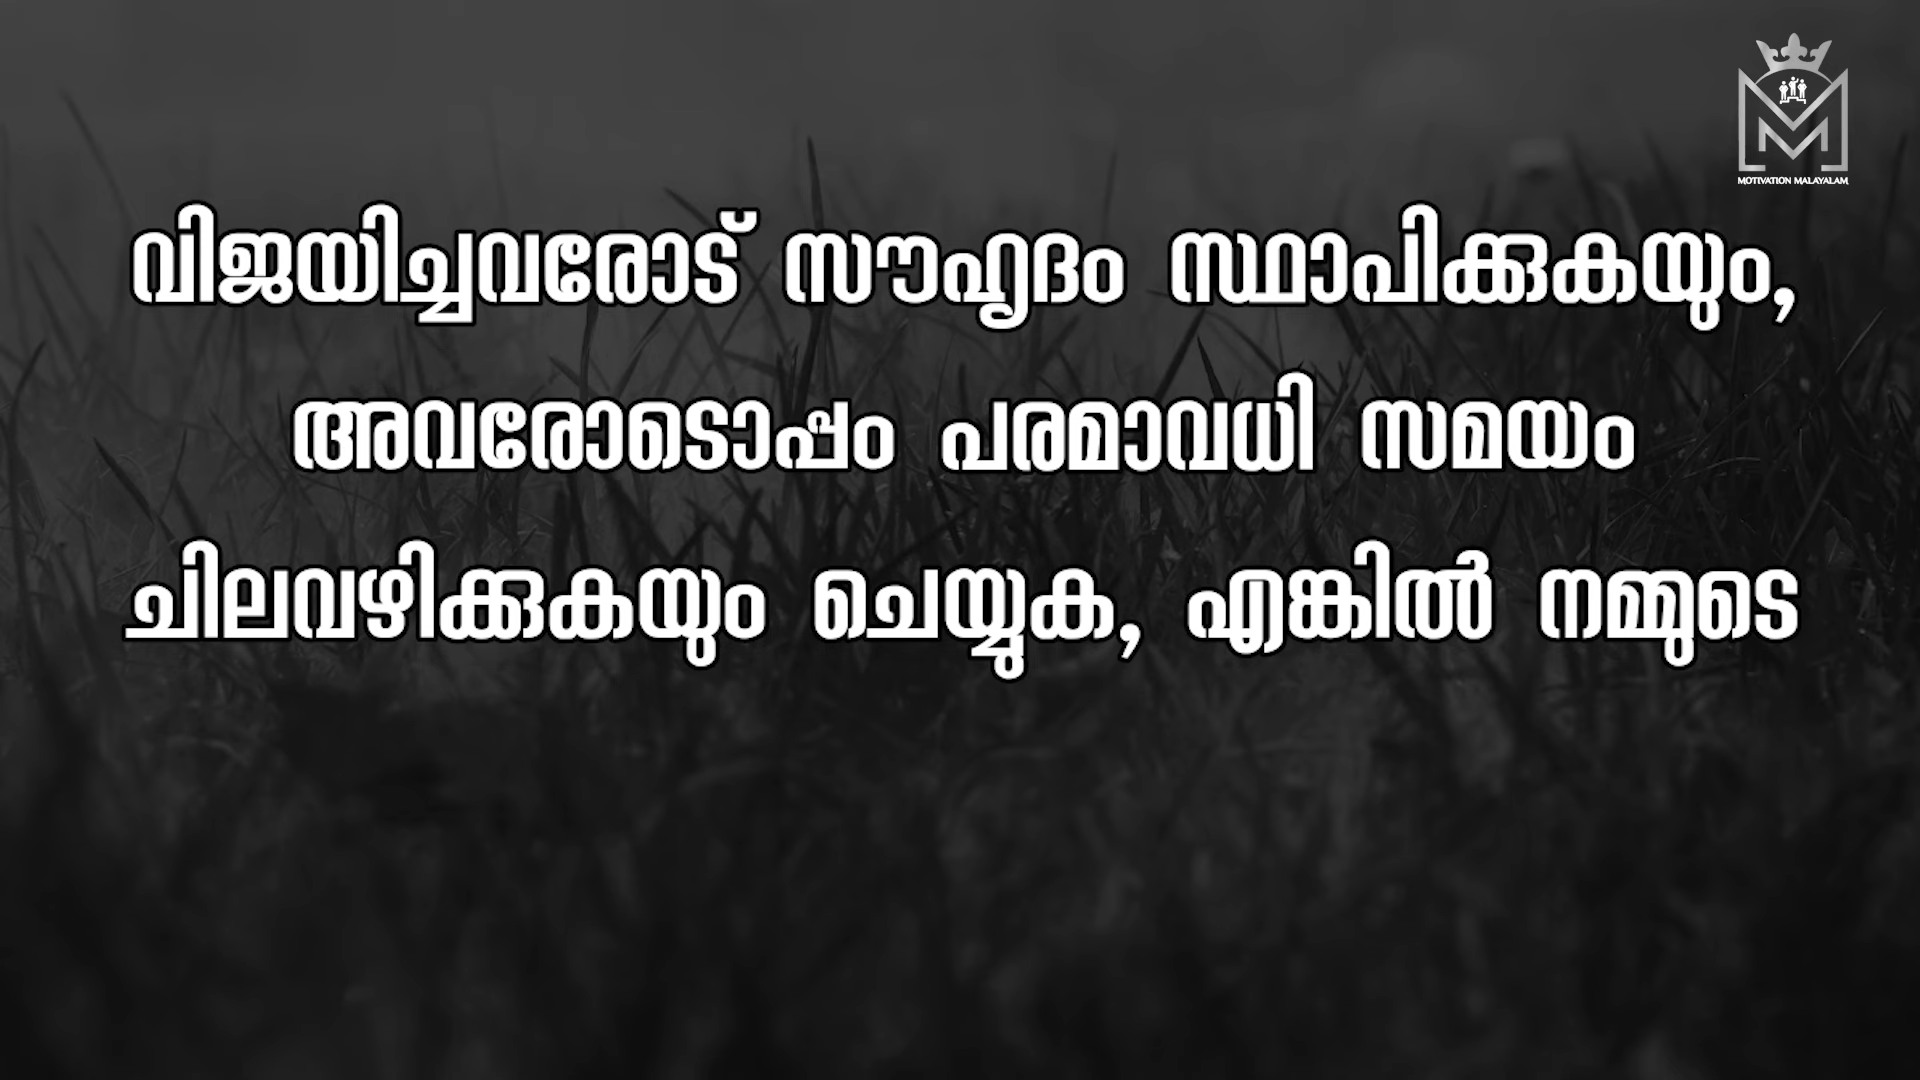 MOTIVATION MALAYALAM
വിജയിച്ചവരോട് സൗഹൃദം സ്ഥാപിക്കുകയും,
അവരോടൊപ്പം പരമാവധി സമയം
ചിലവഴിക്കുകയും ചെയ്യുക, എങ്കിൽ നമ്മുടെ